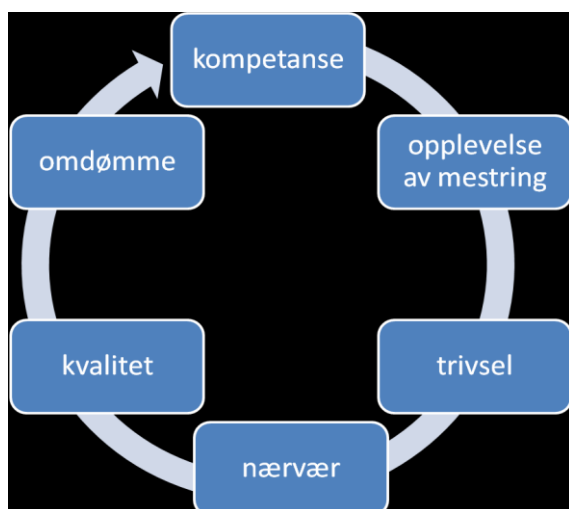 kompetanse
opplevelse
av mestring
trivsel
nærvær
kvalitet
omdømme